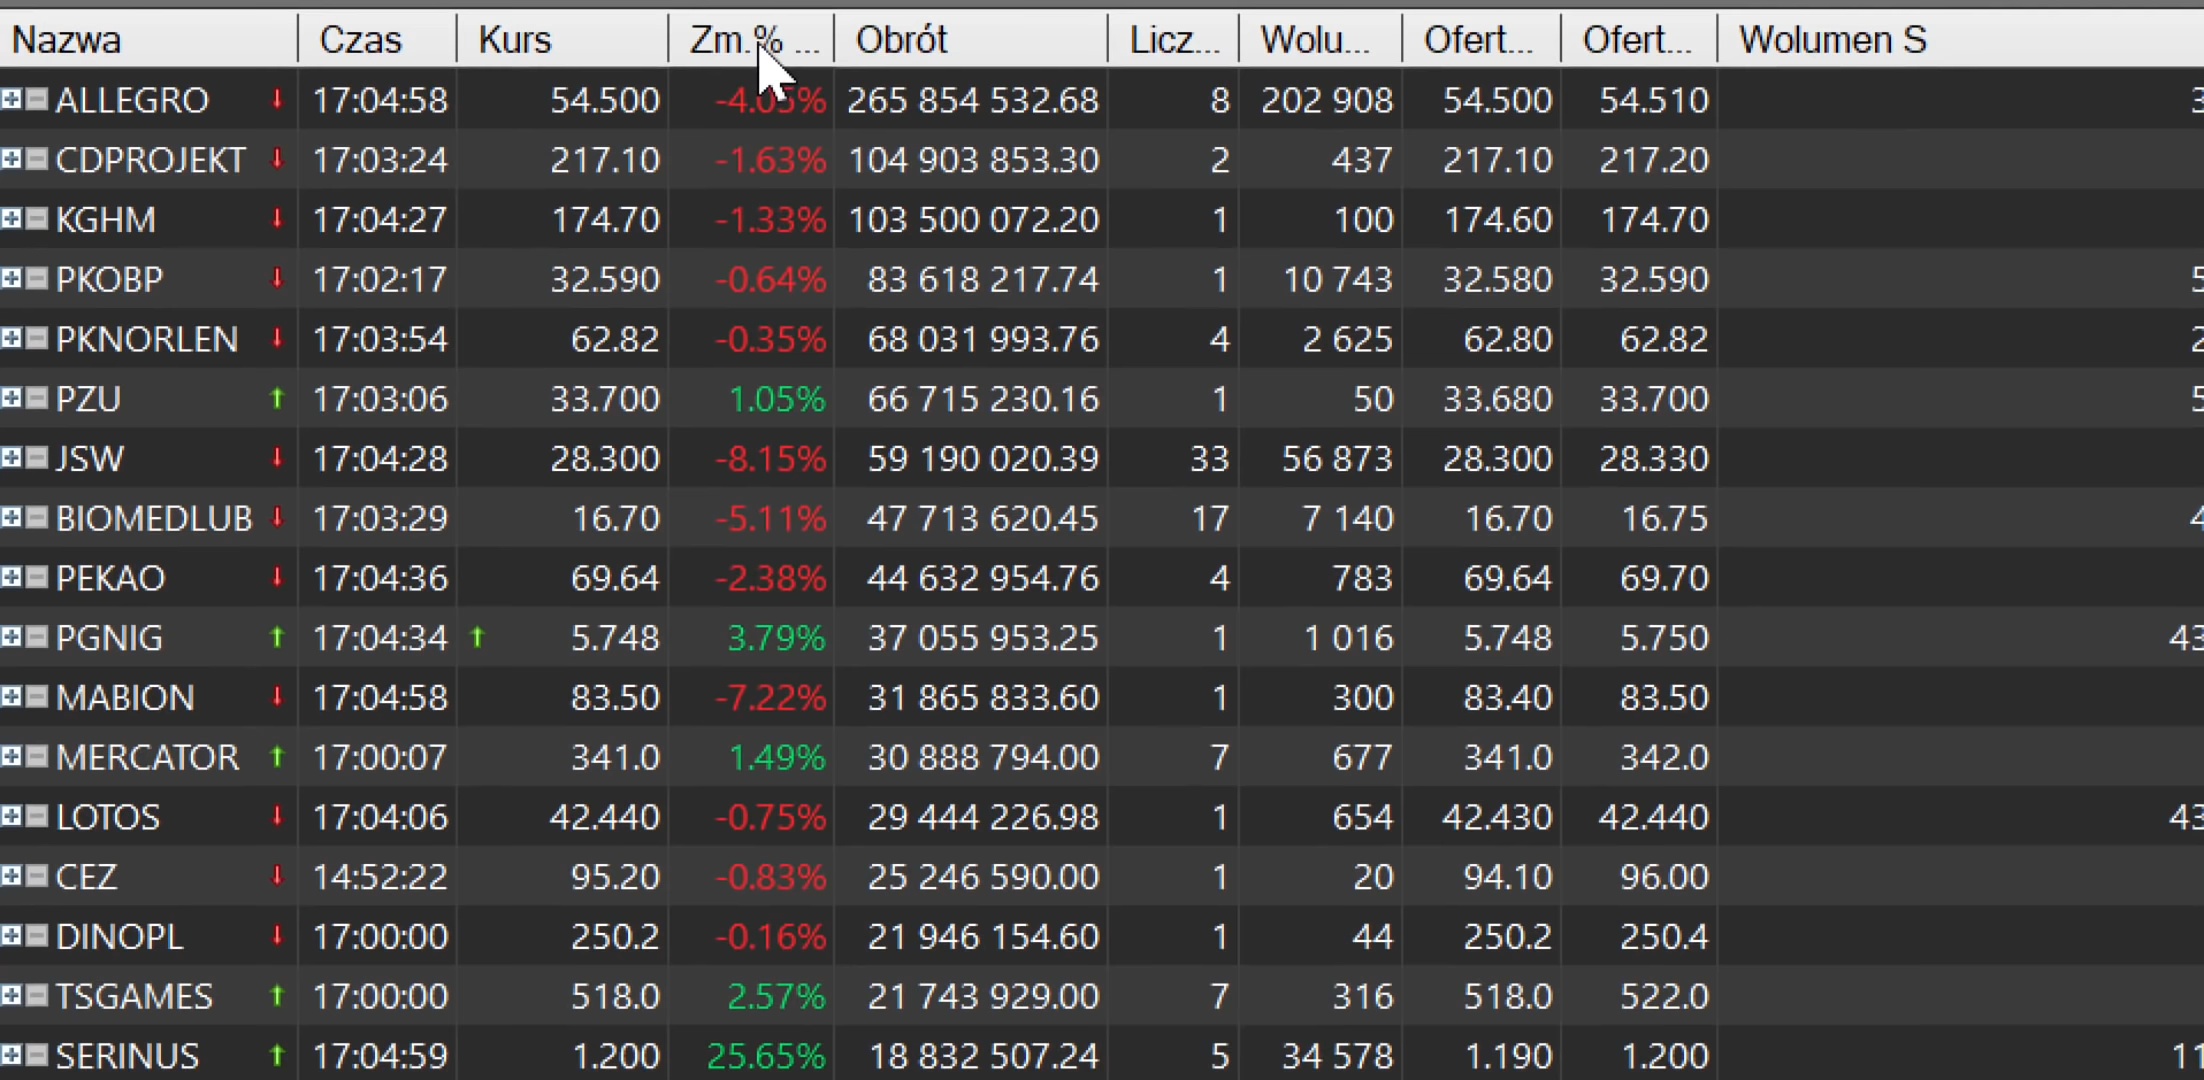 Nazwa Czas Kurs Zm.% ... Obrót Licz... Wolu... Ofert... Ofert... Wolumen S
ALLEGRO 17:04:58 54.500 265 854 532.68 8 202 908 54.500 54.510
CDPROJEKT 17:03:24 217.10 -1.63% 104 903 853.30 2 437 217.10 217.20
KGHM 17:04:27 174.70 -1.33% 103 500 072.20 1 100 174.60 174.70
PKOBP 17:02:17 32.590 -0.64% 83 618 217.74 1 10 743 32.580 32.590
PKNORLEN 17:03:54 62.82 -0.35% 68 031 993.76 4 2 625 62.80 62.82
PZU 17:03:06 33.700 1.05% 66 715 230.16 1 50 33.680 33.700
JSW 17:04:28 28.300 -8.15% 59 190 020.39 33 56 873 28.300 28.330
BIOMEDLUB 17:03:29 16.70 -5.11% 47 713 620.45 17 7 140 16.70 16.75
PEKAO 17:04:36 69.64 -2.38% 44 632 954.76 4 783 69.64 69.70
PGNIG 17:04:34 5.748 3.79% 37 055 953.25 1 1 016 5.748 5.750
MABION 17:04:58 83.50 -7.22% 31 865 833.60 1 300 83.40 83.50
MERCATOR 17:00:07 341.0 1.49% 30 888 794.00 7 677 341.0 342.0
LOTOS 17:04:06 42.440 -0.75% 29 444 226.98 1 654 42.430 42.440
CEZ 14:52:22 95.20 -0.83% 25 246 590.00 1 20 94.10 96.00
DINOPL 17:00:00 250.2 -0.16% 21 946 154.60 1 44 250.2 250.4
TSGAMES 17:00:00 518.0 2.57% 21 743 929.00 7 316 518.0 522.0
SERINUS 17:04:59 1.200 25.65% 18 832 507.24 5 34 578 1.190 1.200